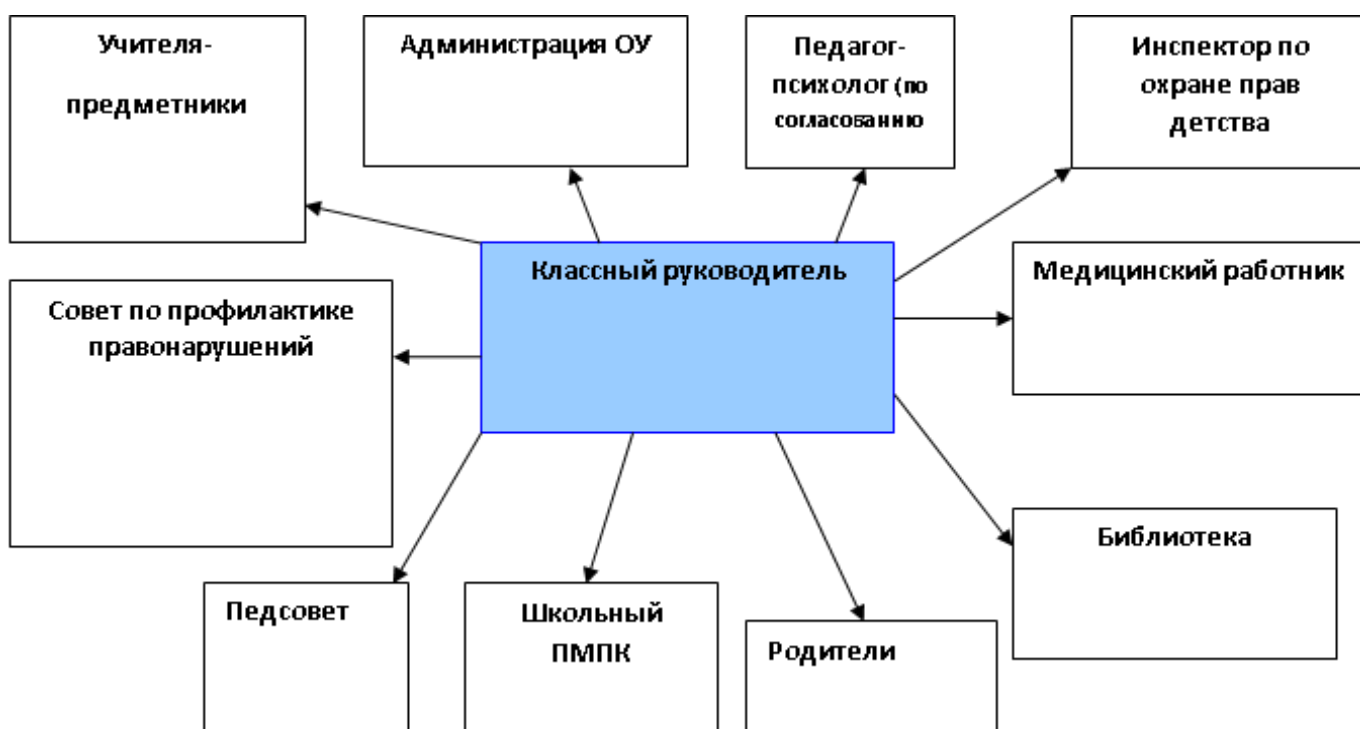 Учителя-
предметники
Администрация ОУ
Педагог-
психолог (по
согласованию
Инспектор по
охране прав
детства
Классный руководитель
Медицинский работник
Совет по профилактике
правонарушений
Библиотека
Педсовет
Школьный
ПМПК
Родители